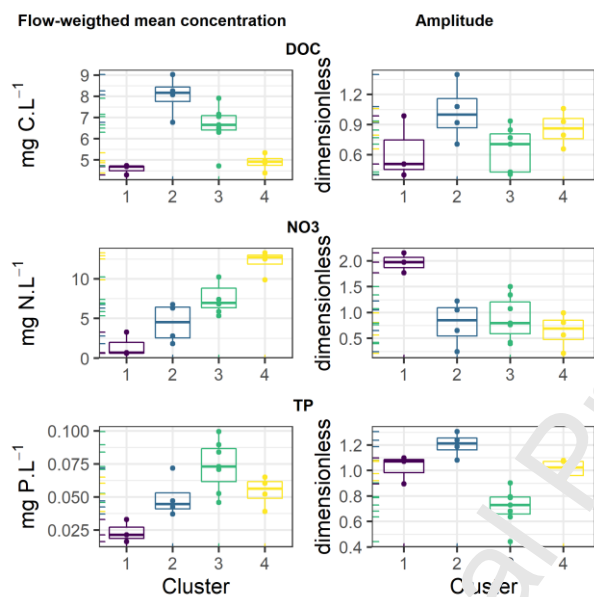 Flow-weigthed mean concentration
Amplitude
DOC
mg C.L⁻¹
9
8
7
6
5
1 2 3 4
dimensionless
1.2
0.9
0.6
1 2 3 4
NO3
mg N.L⁻¹
10
5
0
1 2 3 4
dimensionless
2.0
1.5
1.0
0.5
1 2 3 4
TP
mg P.L⁻¹
0.100
0.075
0.050
0.025
1 2 3 4
Cluster
dimensionless
1.2
1.0
0.8
0.6
0.4
1 2 3 4
Cluster